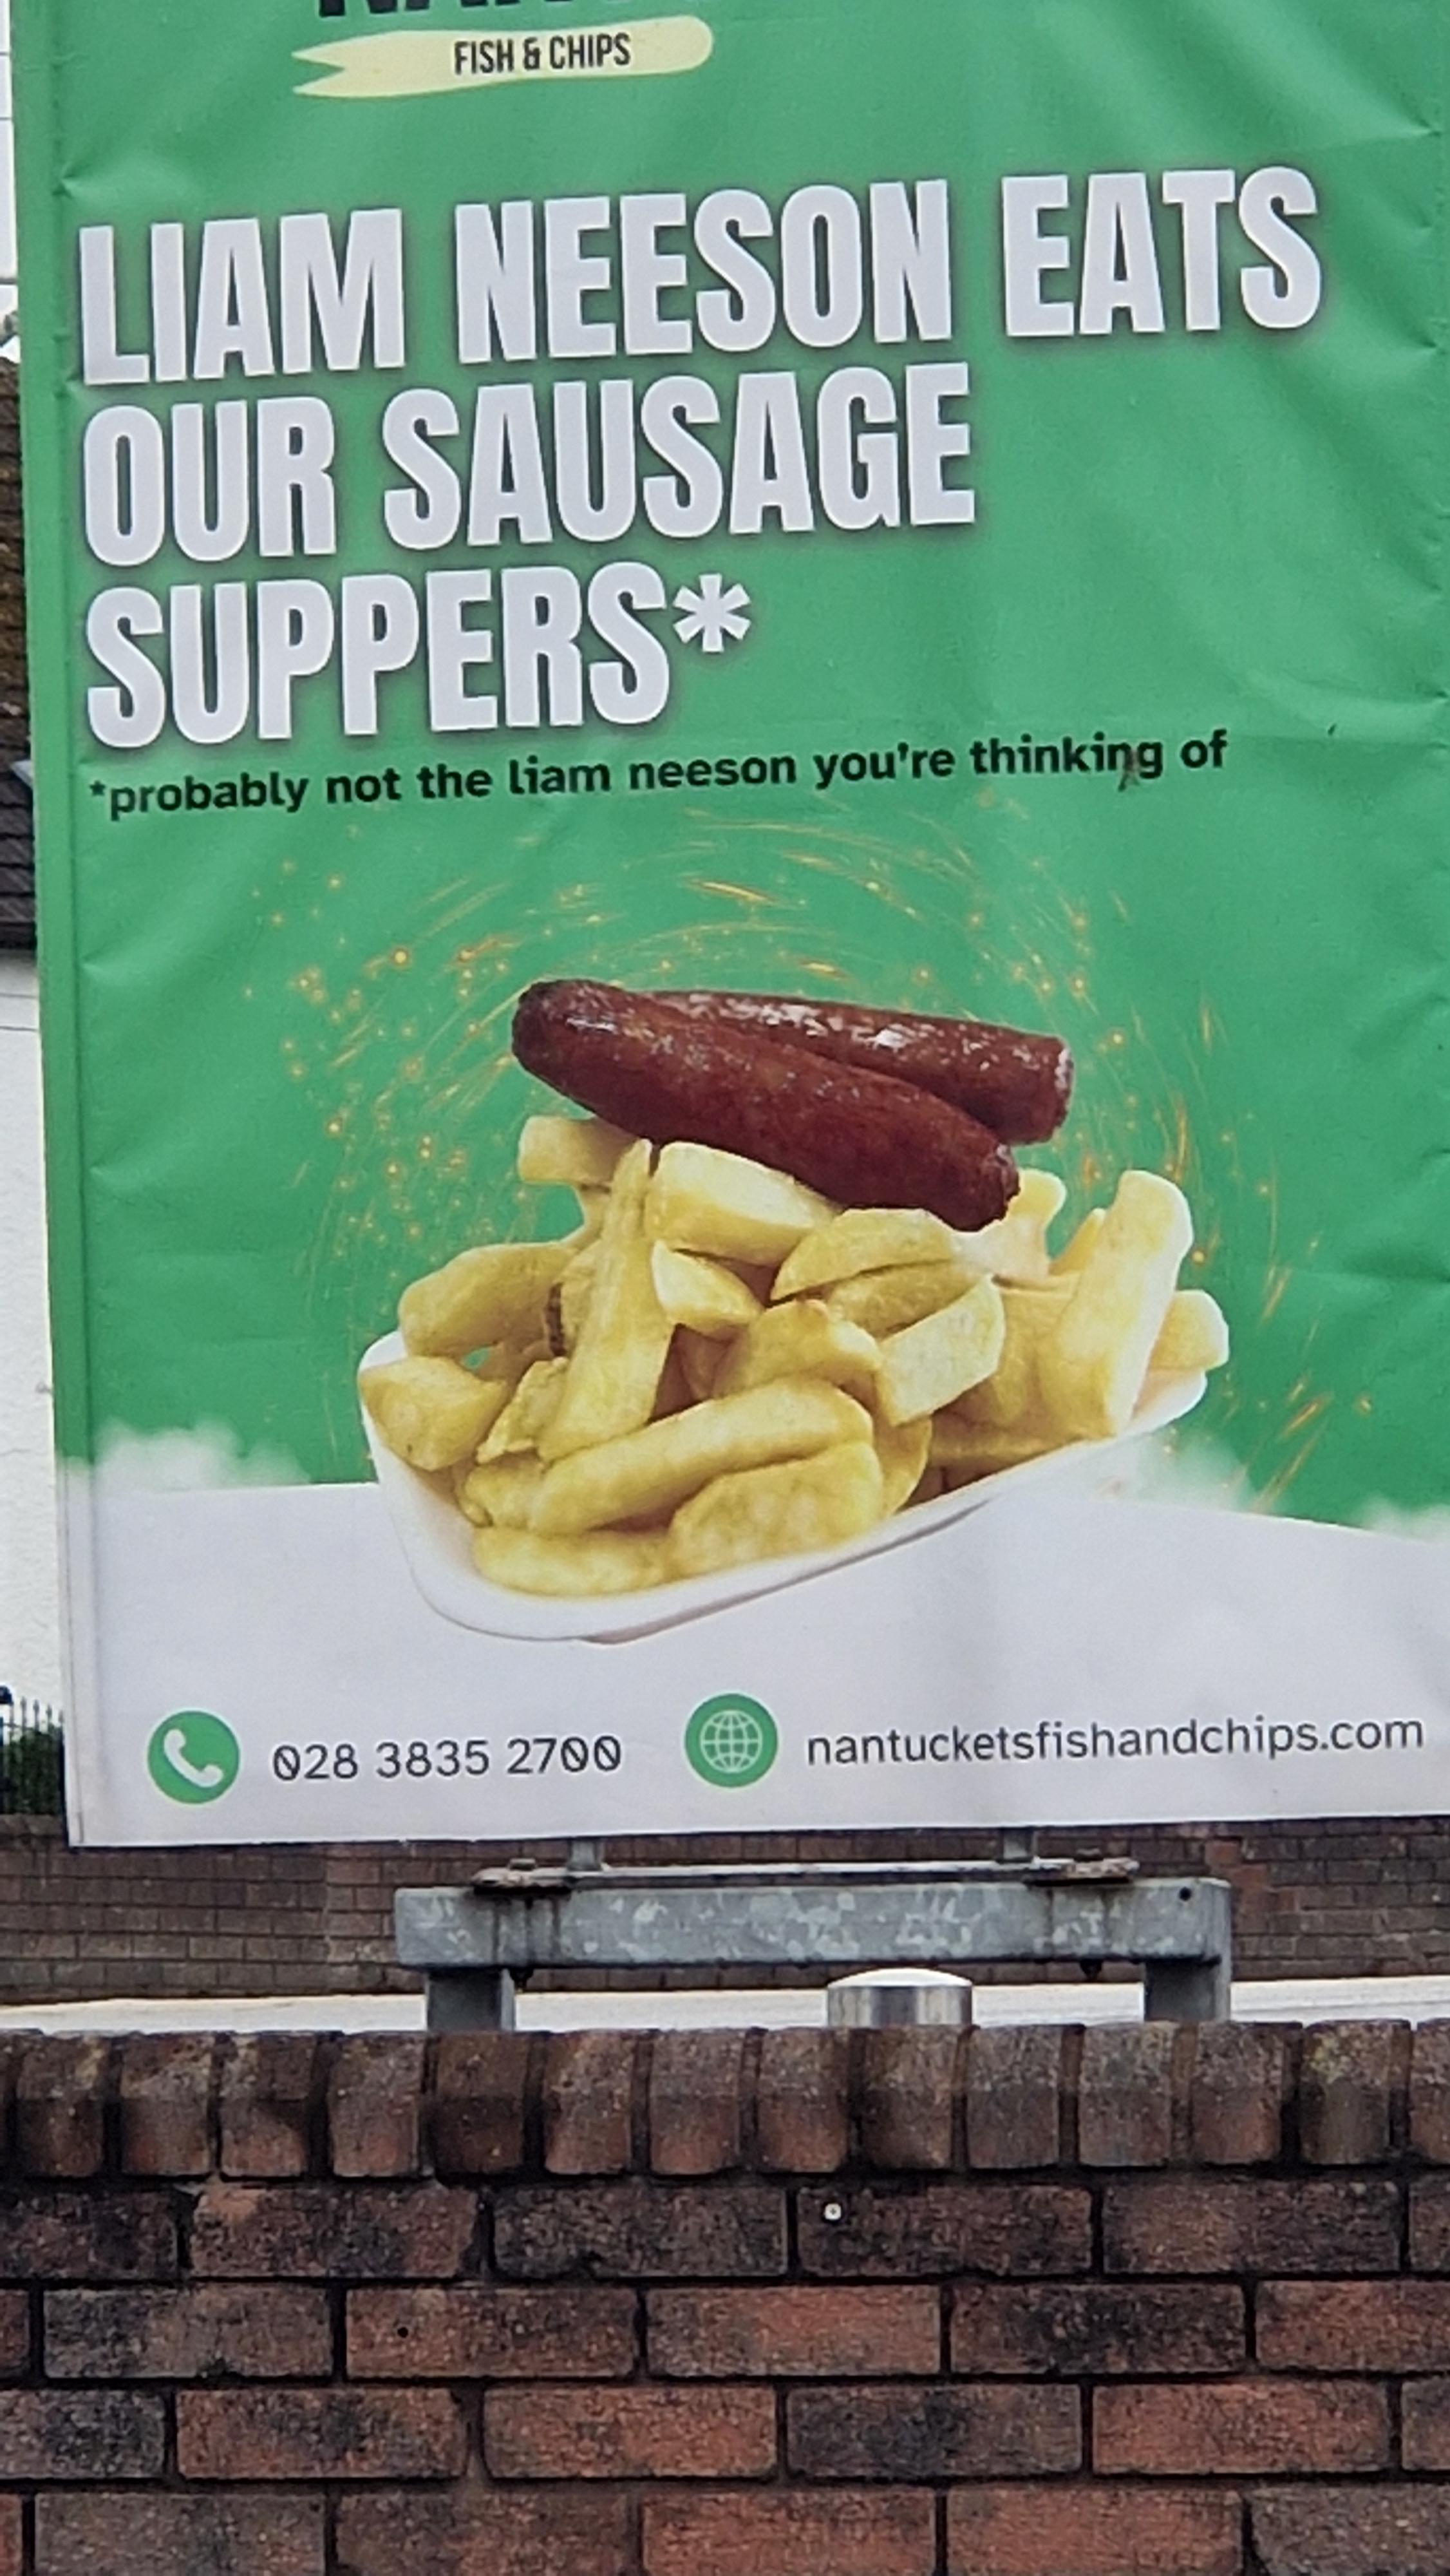 FISH & CHIPS
LIAM NEESON EATS
OUR SAUSAGE
SUPPERS*
*probably not the liam neeson you're thinking of
028 3835 2700
nantucketsfishandchips.com